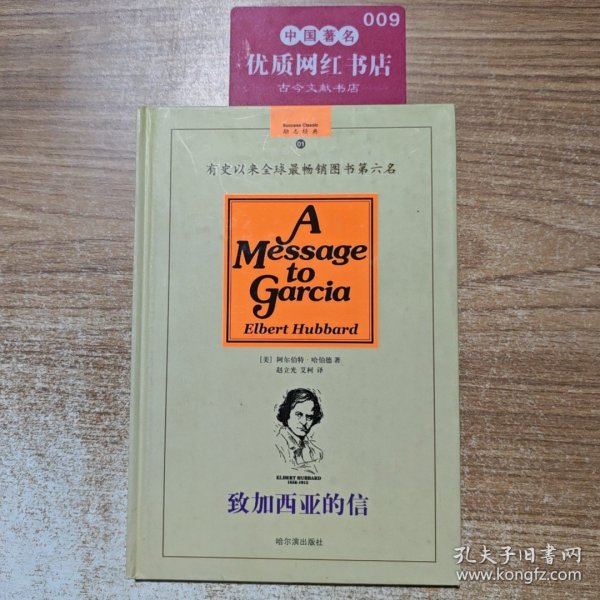 009
中国著名
优质网红书店
古今文献书店
Success Classic
励志经典
01
有史以来全球最畅销图书第六名
A
Message
to
Garcia
Elbert Hubbard
[美] 阿尔伯特·哈伯德 著
赵立光 艾柯 译
ELBERT HUBBARD
1856-1915
致加西亚的信
哈尔滨出版社
孔夫子旧书网
www.kongfz.com